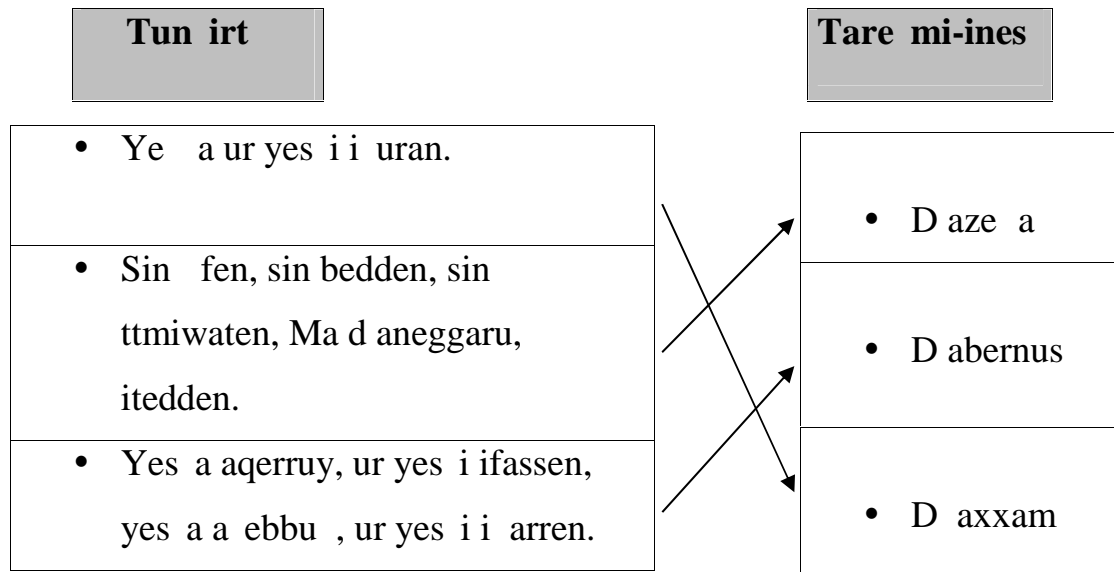 Tun irt
Tare mi-ines
• Ye a ur yes i i uran.
• Sin fen, sin bedden, sin
ttmiwaten, Ma d aneggaru,
itedden.
• Yes a aqerruy, ur yes i ifassen,
yes a a ebbu , ur yes i i arren.
• D aze a
• D abernus
• D axxam